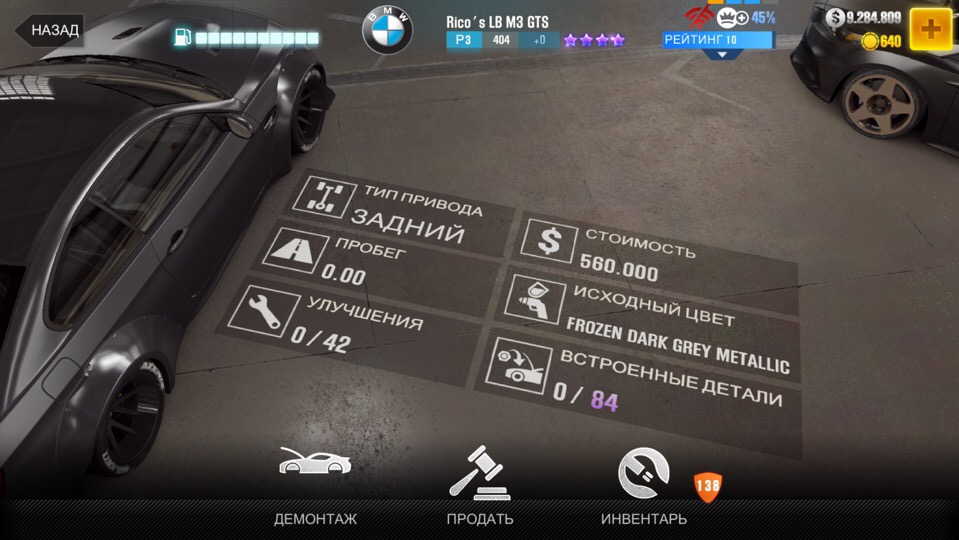 НАЗАД
BMW
Rico´s LB M3 GTS
P3 404 +0
45%
РЕЙТИНГ 10
$ 9.284.809
640
ТИП ПРИВОДА
ЗАДНИЙ
ПРОБЕГ
0.00
УЛУЧШЕНИЯ
0 / 42
$ СТОИМОСТЬ
560.000
ИСХОДНЫЙ ЦВЕТ
FROZEN DARK GREY METALLIC
ВСТРОЕННЫЕ ДЕТАЛИ
0 / 84
138
ДЕМОНТАЖ
ПРОДАТЬ
ИНВЕНТАРЬ